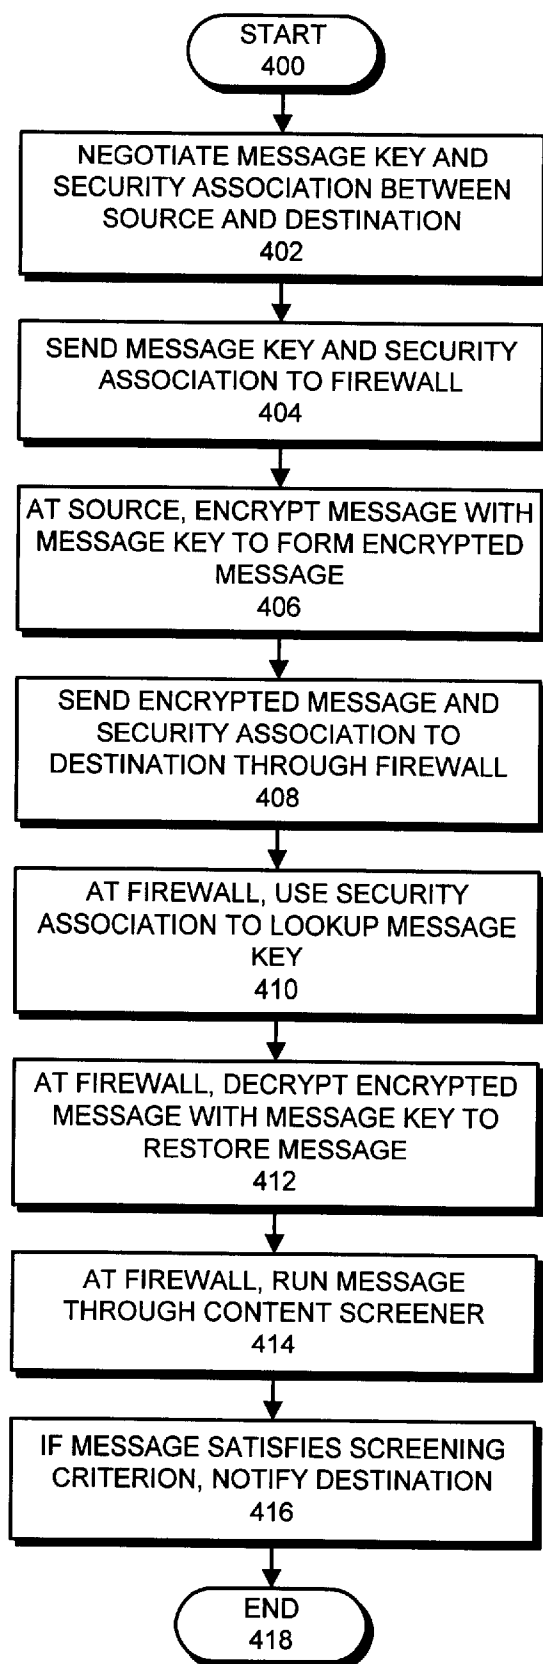 START
400
NEGOTIATE MESSAGE KEY AND
SECURITY ASSOCIATION BETWEEN
SOURCE AND DESTINATION
402
SEND MESSAGE KEY AND SECURITY
ASSOCIATION TO FIREWALL
404
AT SOURCE, ENCRYPT MESSAGE WITH
MESSAGE KEY TO FORM ENCRYPTED
MESSAGE
406
SEND ENCRYPTED MESSAGE AND
SECURITY ASSOCIATION TO
DESTINATION THROUGH FIREWALL
408
AT FIREWALL, USE SECURITY
ASSOCIATION TO LOOKUP MESSAGE
KEY
410
AT FIREWALL, DECRYPT ENCRYPTED
MESSAGE WITH MESSAGE KEY TO
RESTORE MESSAGE
412
AT FIREWALL, RUN MESSAGE
THROUGH CONTENT SCREENER
414
IF MESSAGE SATISFIES SCREENING
CRITERION, NOTIFY DESTINATION
416
END
418